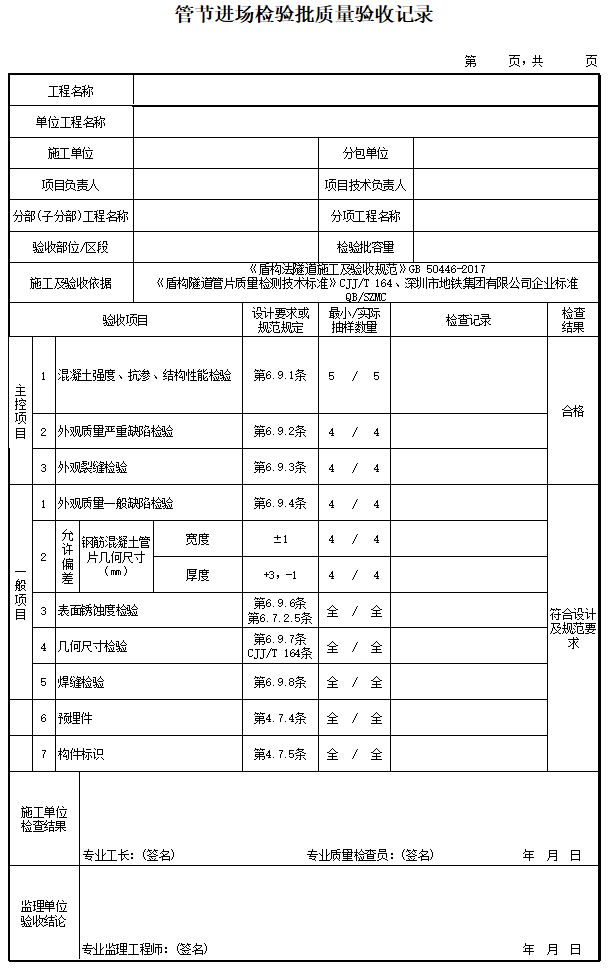 管节进场检验批质量验收记录
第 页，共 页
工程名称
单位工程名称
施工单位 分包单位
项目负责人 项目技术负责人
分部(子分部)工程名称 分项工程名称
验收部位/区段 检验批容量
施工及验收依据
《盾构法隧道施工及验收规范》GB 50446-2017
《盾构隧道管片质量检测技术标准》CJJ/T 164、深圳市地铁集团有限公司企业标准
QB/SZMC
验收项目 设计要求或 规范规定 最小/实际 抽样数量 检查记录 检查 结果
主控项目
1 混凝土强度、抗渗、结构性能检验 第6.9.1条 5 / 5
2 外观质量严重缺陷检验 第6.9.2条 4 / 4
3 外观裂缝检验 第6.9.3条 4 / 4
合格
一般项目
1 外观质量一般缺陷检验 第6.9.4条 4 / 4
2 允许偏差 钢筋混凝土管片几何尺寸(mm) 宽度 ±1 4 / 4
厚度 +3，-1 4 / 4
3 表面锈蚀度检验 第6.9.6条 第6.7.2.5条 全 / 全
4 几何尺寸检验 第6.9.7条 CJJ/T 164条 全 / 全
5 焊缝检验 第6.9.8条 全 / 全
6 预埋件 第4.7.4条 全 / 全
7 构件标识 第4.7.5条 全 / 全
符合设计及规范要求
施工单位
检查结果
专业工长：(签名) 专业质量检查员：(签名) 年 月 日
监理单位
验收结论
专业监理工程师：(签名) 年 月 日